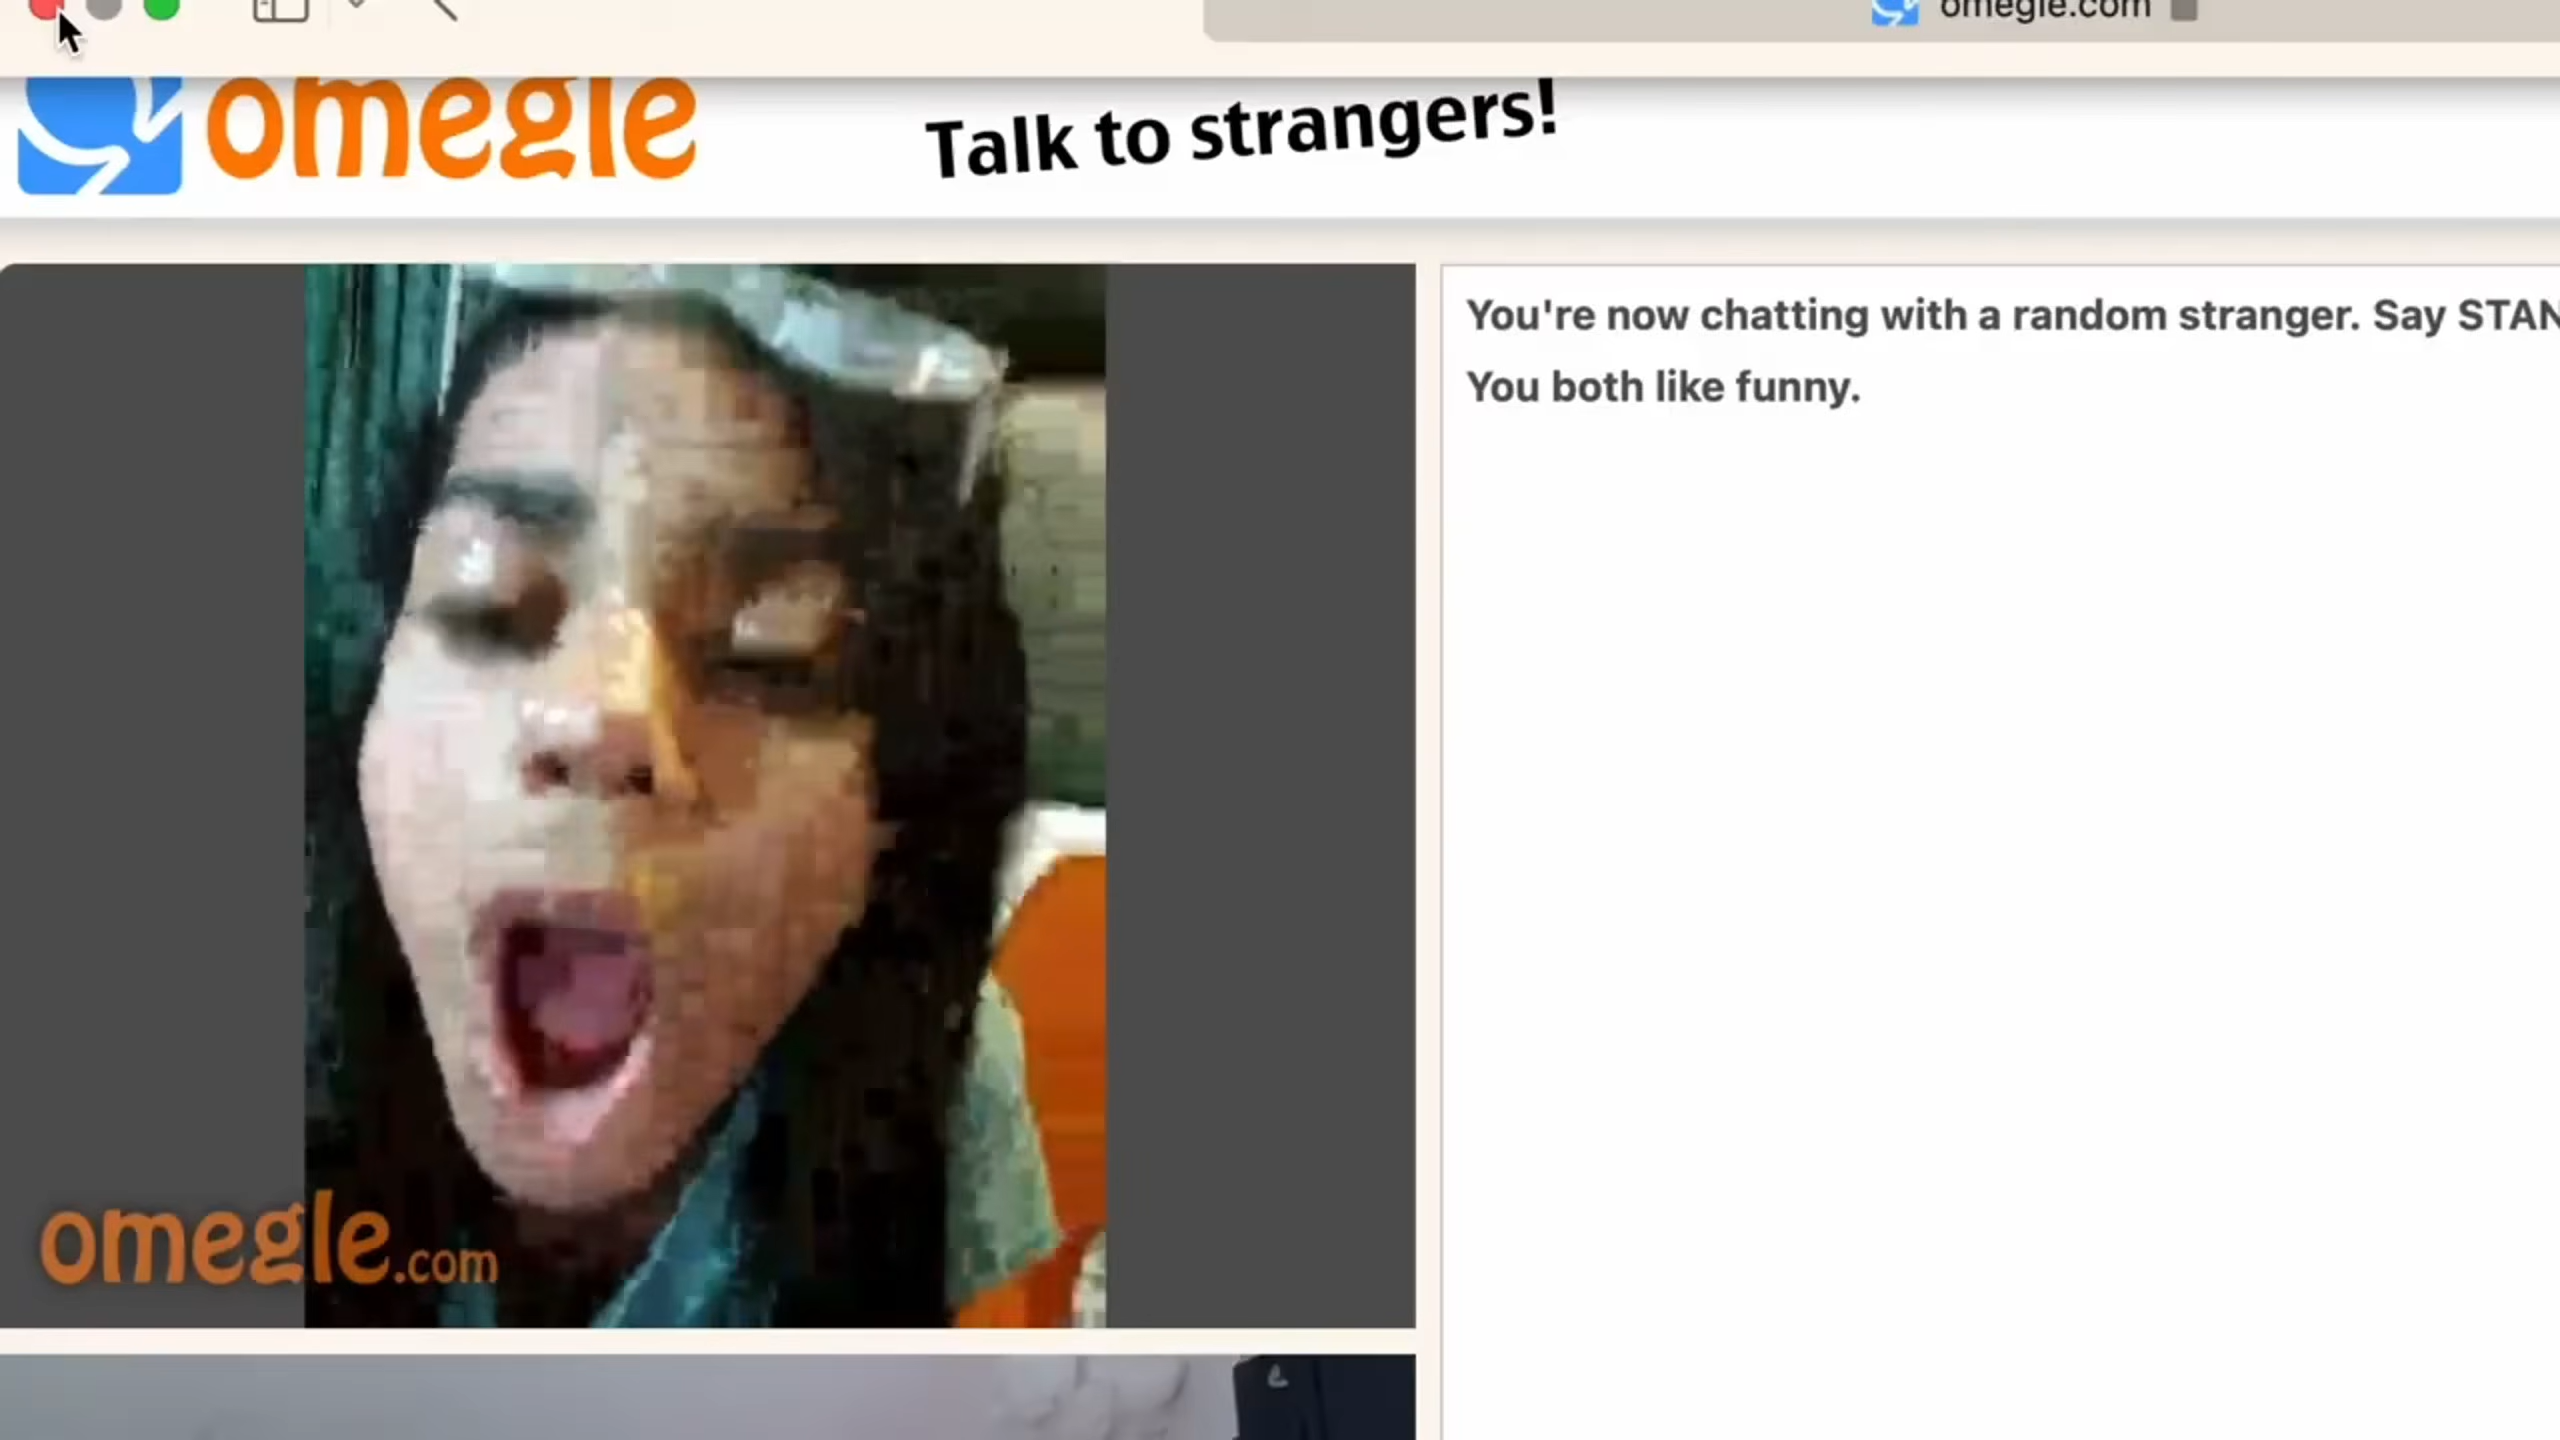 omegle.com
omegle
Talk to strangers!
You're now chatting with a random stranger. Say STAN
You both like funny.
omegle.com